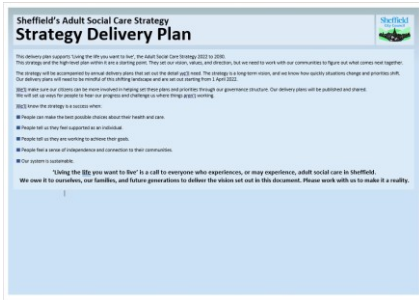 Sheffield's Adult Social Care Strategy
Strategy Delivery Plan
Sheffield
City Council
This delivery plan supports 'Living the life you want to live', the Adult Social Care Strategy 2022 to 2030.
This strategy and the high-level plan within it are a starting point. They set out our vision, values, and direction, but we need to work with our communities to figure out what comes next together.
The strategy will be accompanied by annual delivery plans that set out the detail we'll need. The strategy is a long-term vision, and we know how quickly situations change and priorities shift.
Our delivery plans will need to be mindful of this shifting landscape and are set out starting from 1 April 2022.
We'll make sure our citizens can be more involved in helping set these plans and priorities through our governance structure. Our delivery plans will be published and shared.
We will set up ways for people to hear our progress and challenge us where things aren't working.
We'll know the strategy is a success when:
People can make the best possible choices about their health and care.
People tell us they feel supported as an individual.
People tell us they are working to achieve their goals.
People feel a sense of independence and connection to their communities.
Our system is sustainable.
'Living the life you want to live' is a call to everyone who experiences, or may experience, adult social care in Sheffield.
We owe it to ourselves, our families, and future generations to deliver the vision set out in this document. Please work with us to make it a reality.